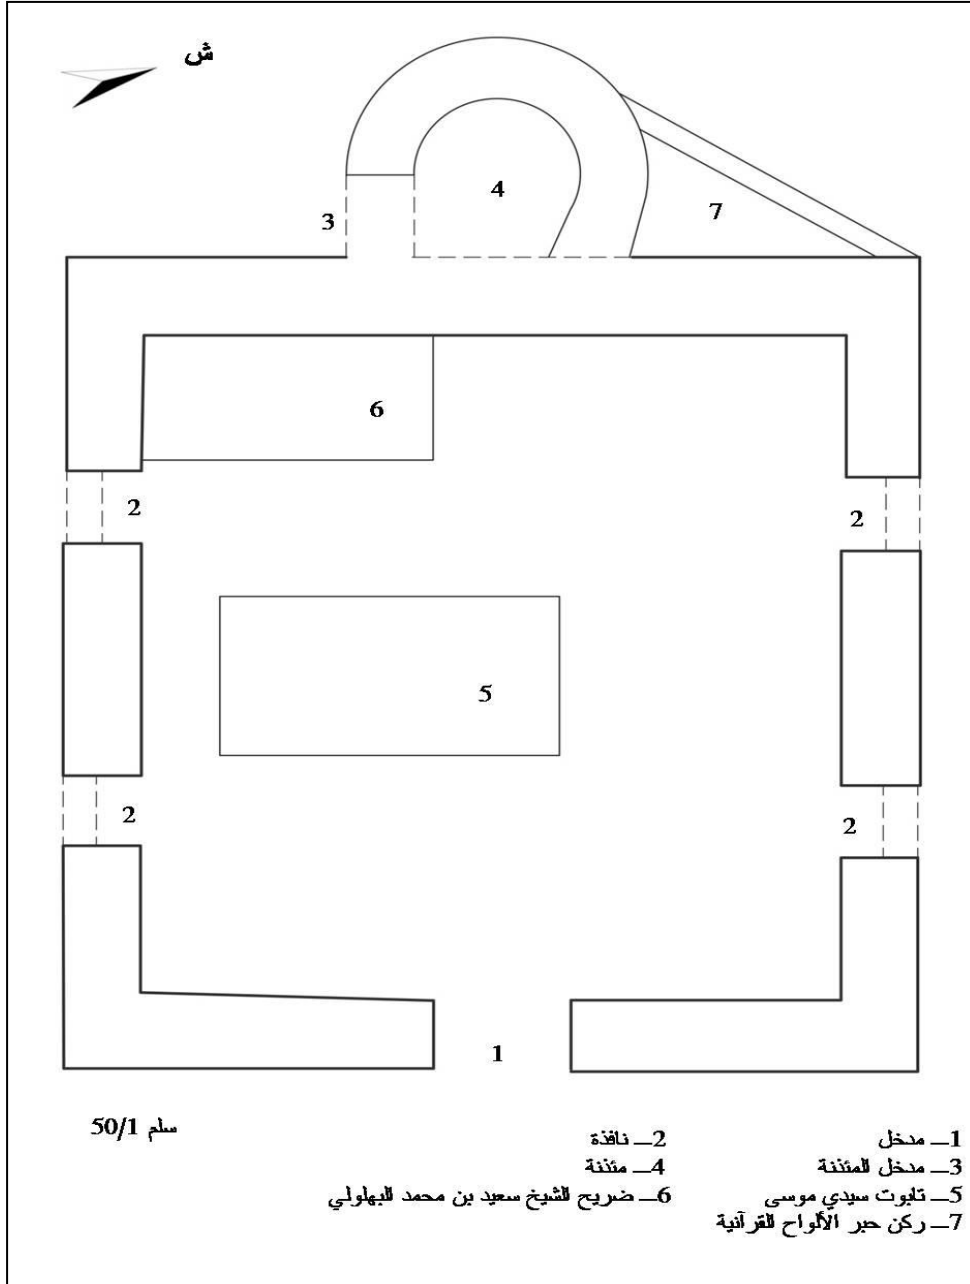 ش
4
7
3
6
2
2
5
2
2
1
سلم 50/1
1ـ مدخل
2ـ نافذة
3ـ مدخل المئذنة
4ـ مئذنة
5ـ تابوت سيدي موسى
6ـ ضريح الشيخ سعيد بن محمد البهلولي
7ـ ركن حبر الألواح القرآنية